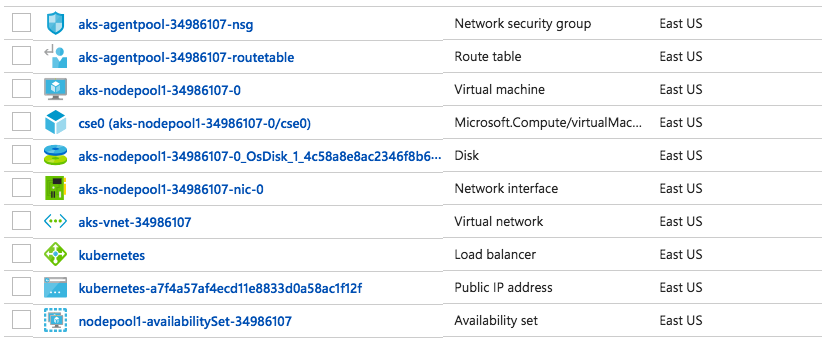 aks-agentpool-34986107-nsg Network security group East US
aks-agentpool-34986107-routetable Route table East US
aks-nodepool1-34986107-0 Virtual machine East US
cse0 (aks-nodepool1-34986107-0/cse0) Microsoft.Compute/virtualMac... East US
aks-nodepool1-34986107-0_OsDisk_1_4c58a8e8ac2346f8b6··· Disk East US
aks-nodepool1-34986107-nic-0 Network interface East US
aks-vnet-34986107 Virtual network East US
kubernetes Load balancer East US
kubernetes-a7f4a57af4ecd11e8833d0a58ac1f12f Public IP address East US
nodepool1-availabilitySet-34986107 Availability set East US